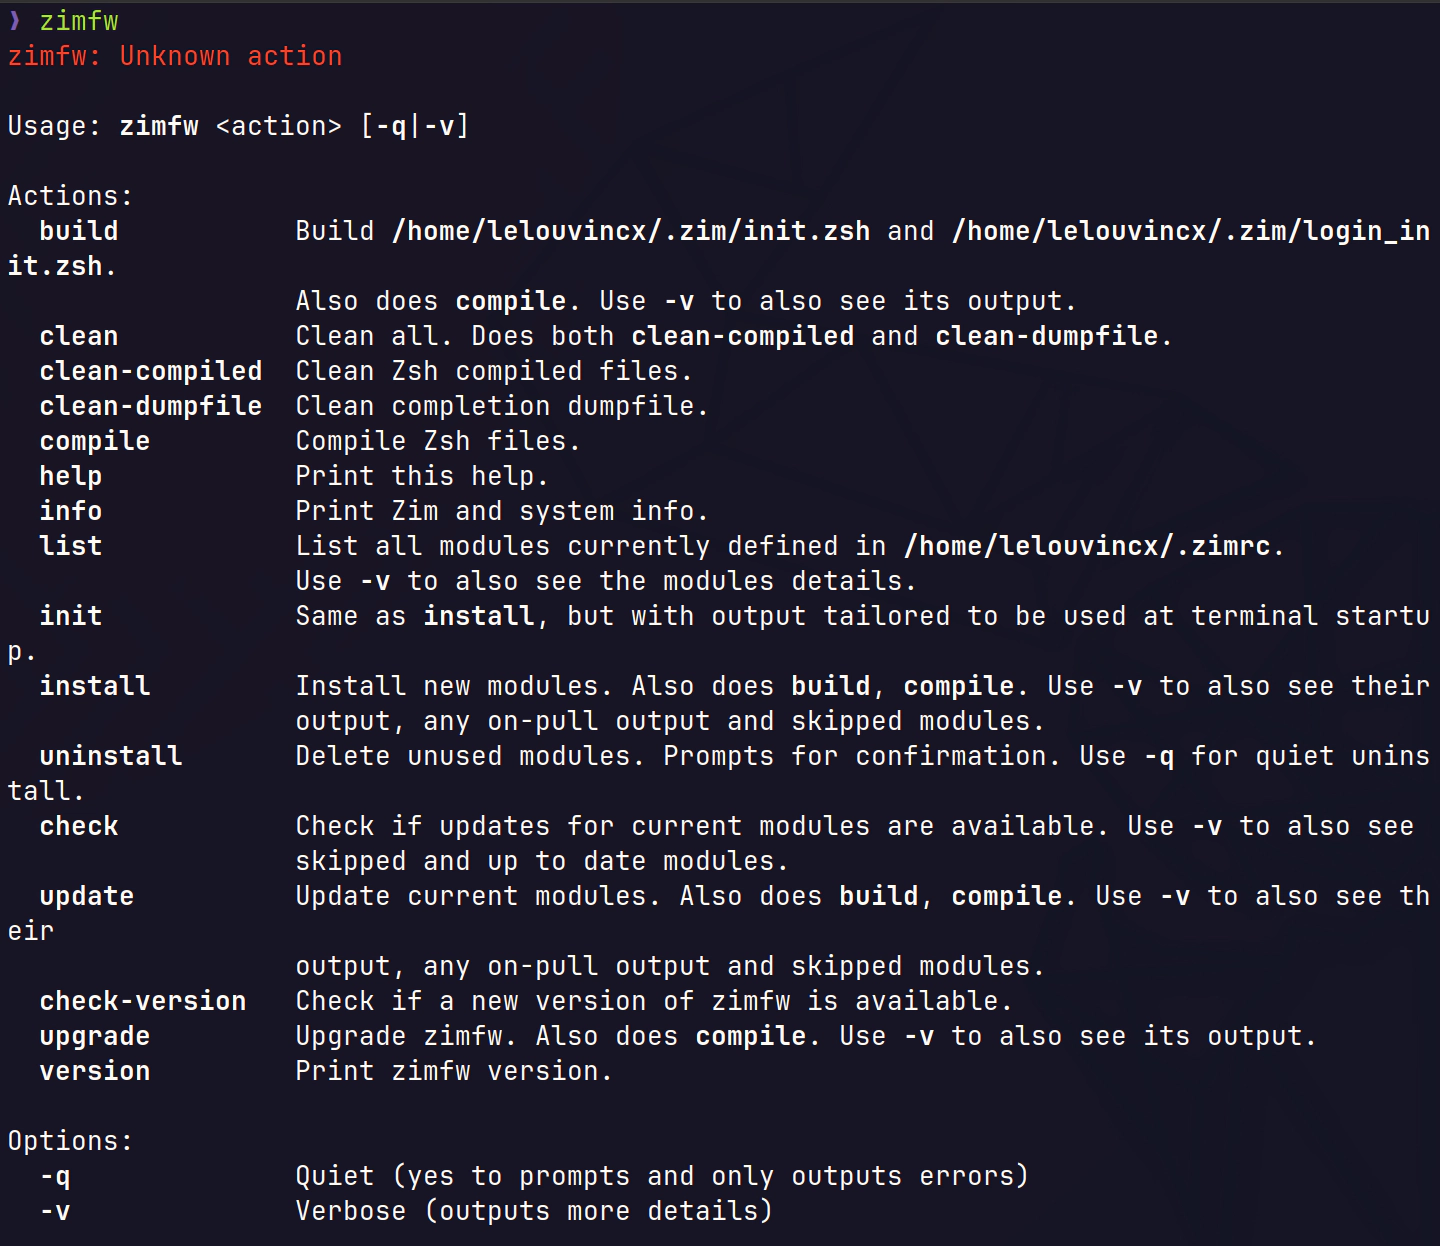 ❯ zimfw
zimfw: Unknown action

Usage: zimfw <action> [-q|-v]

Actions:
  build           Build /home/lelouvincx/.zim/init.zsh and /home/lelouvincx/.zim/login_in
it.zsh.
                  Also does compile. Use -v to also see its output.
  clean           Clean all. Does both clean-compiled and clean-dumpfile.
  clean-compiled  Clean Zsh compiled files.
  clean-dumpfile  Clean completion dumpfile.
  compile         Compile Zsh files.
  help            Print this help.
  info            Print Zim and system info.
  list            List all modules currently defined in /home/lelouvincx/.zimrc.
                  Use -v to also see the modules details.
  init            Same as install, but with output tailored to be used at terminal startu
p.
  install         Install new modules. Also does build, compile. Use -v to also see their
                  output, any on-pull output and skipped modules.
  uninstall       Delete unused modules. Prompts for confirmation. Use -q for quiet unins
tall.
  check           Check if updates for current modules are available. Use -v to also see
                  skipped and up to date modules.
  update          Update current modules. Also does build, compile. Use -v to also see th
eir
                  output, any on-pull output and skipped modules.
  check-version   Check if a new version of zimfw is available.
  upgrade         Upgrade zimfw. Also does compile. Use -v to also see its output.
  version         Print zimfw version.

Options:
  -q              Quiet (yes to prompts and only outputs errors)
  -v              Verbose (outputs more details)